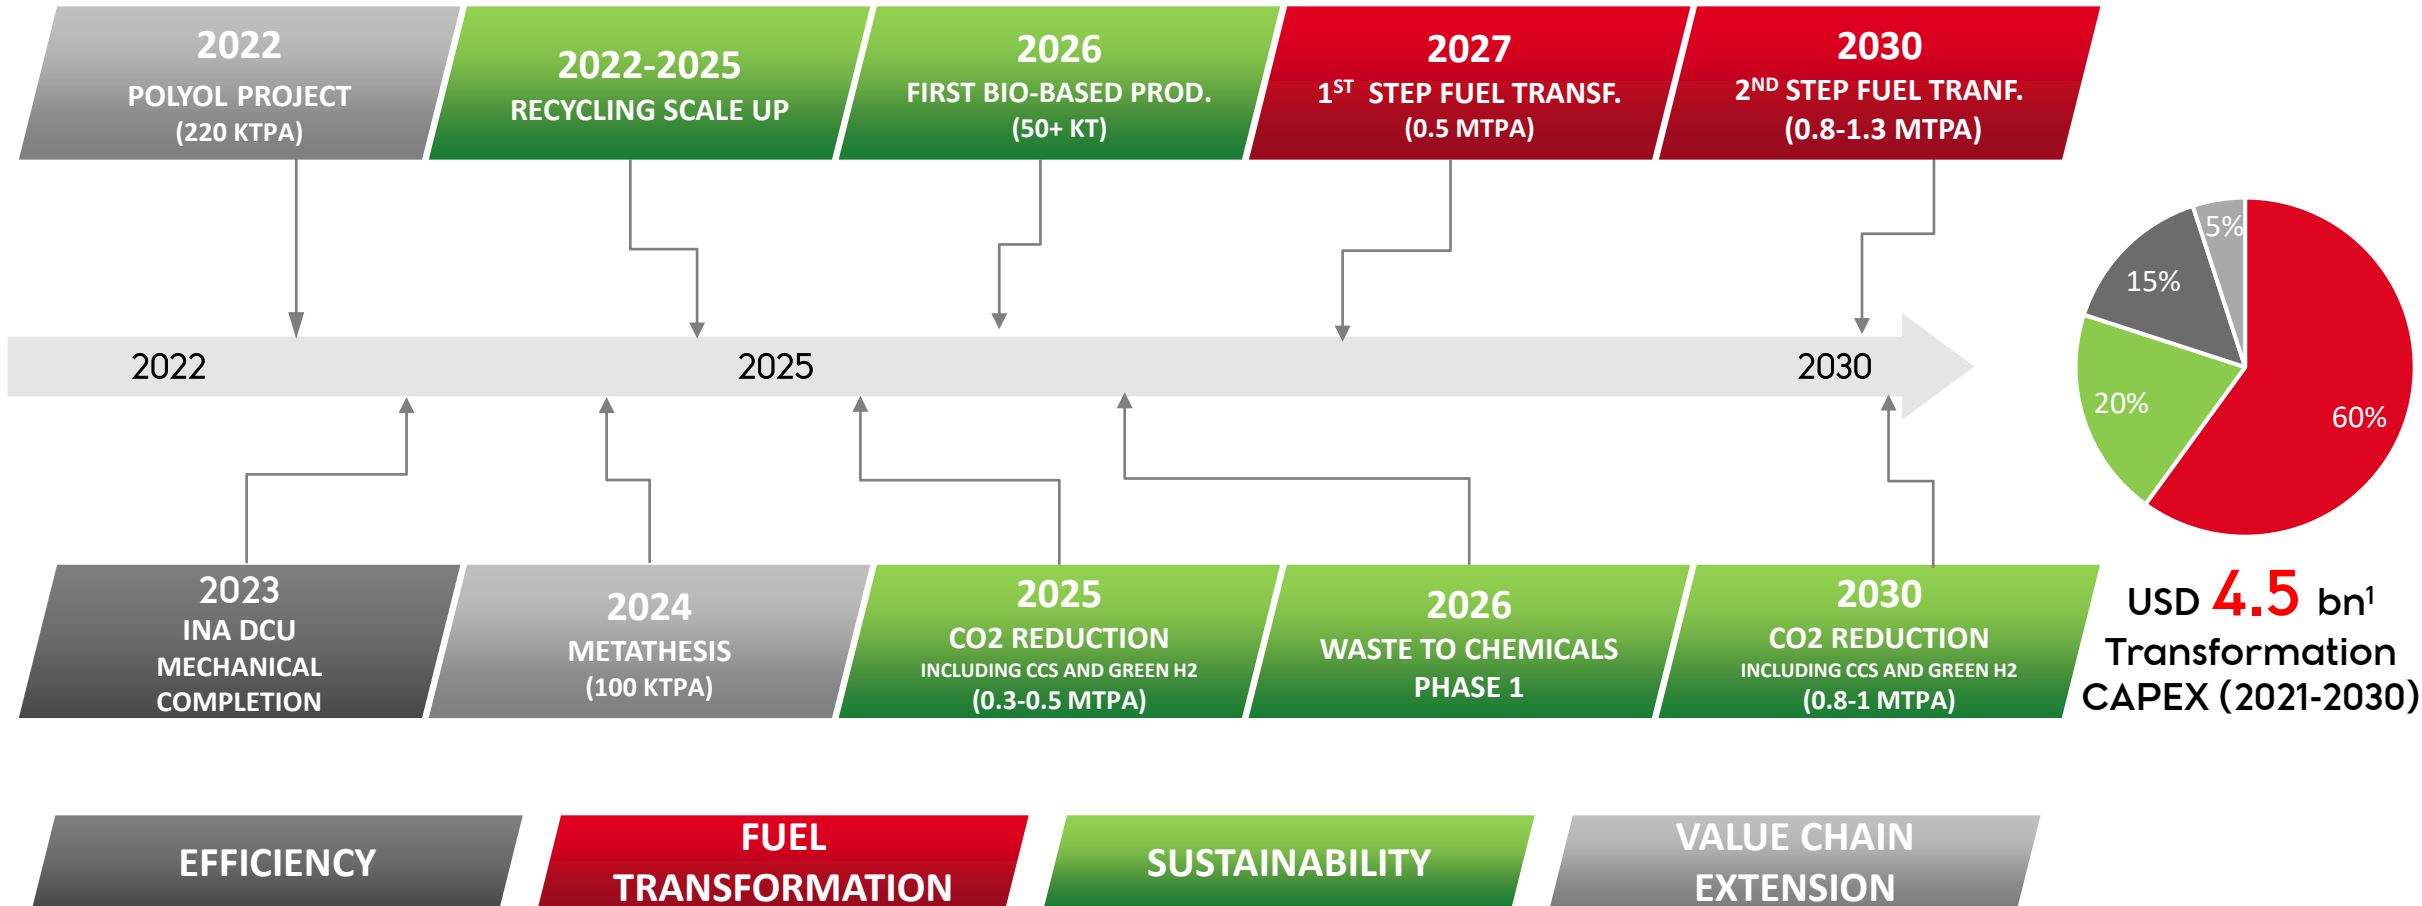 2022
POLYOL PROJECT
(220 KTPA)
2022-2025
RECYCLING SCALE UP
2026
FIRST BIO-BASED PROD.
(50+ KT)
2027
1ST STEP FUEL TRANSF.
(0.5 MTPA)
2030
2ND STEP FUEL TRANF.
(0.8-1.3 MTPA)
2022
2025
2030
2023
INA DCU
MECHANICAL
COMPLETION
2024
METATHESIS
(100 KTPA)
2025
CO2 REDUCTION
INCLUDING CCS AND GREEN H2
(0.3-0.5 MTPA)
2026
WASTE TO CHEMICALS
PHASE 1
2030
CO2 REDUCTION
INCLUDING CCS AND GREEN H2
(0.8-1 MTPA)
5%
15%
20%
60%
USD 4.5 bn¹
Transformation
CAPEX (2021-2030)
EFFICIENCY
FUEL
TRANSFORMATION
SUSTAINABILITY
VALUE CHAIN
EXTENSION